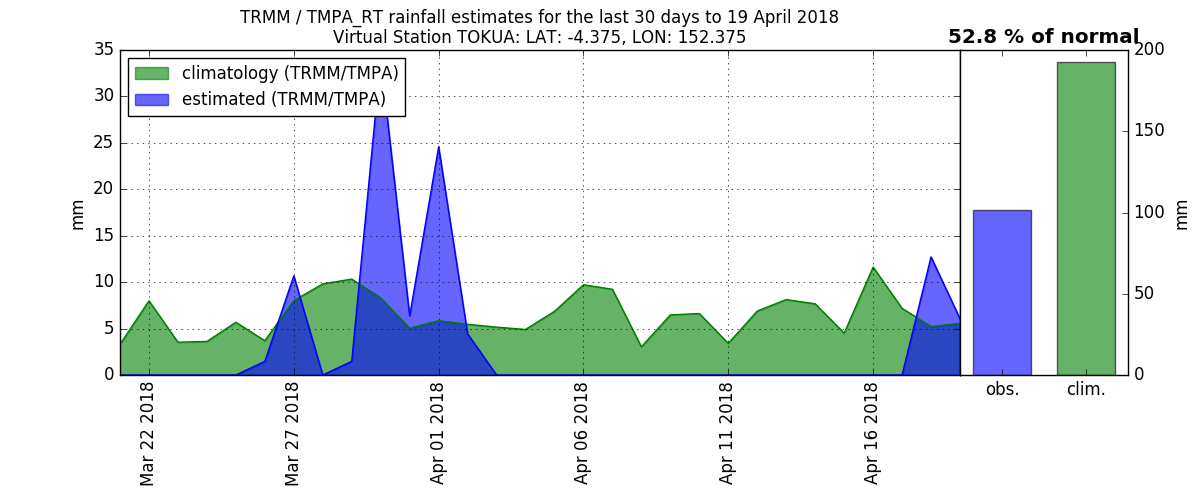 TRMM / TMPA_RT rainfall estimates for the last 30 days to 19 April 2018
Virtual Station TOKUA: LAT: -4.375, LON: 152.375
52.8 % of normal
climatology (TRMM/TMPA)
estimated (TRMM/TMPA)
35
30
25
20
15
10
5
0
mm
Mar 22 2018
Mar 27 2018
Apr 01 2018
Apr 06 2018
Apr 11 2018
Apr 16 2018
200
150
100
50
0
mm
obs.
clim.